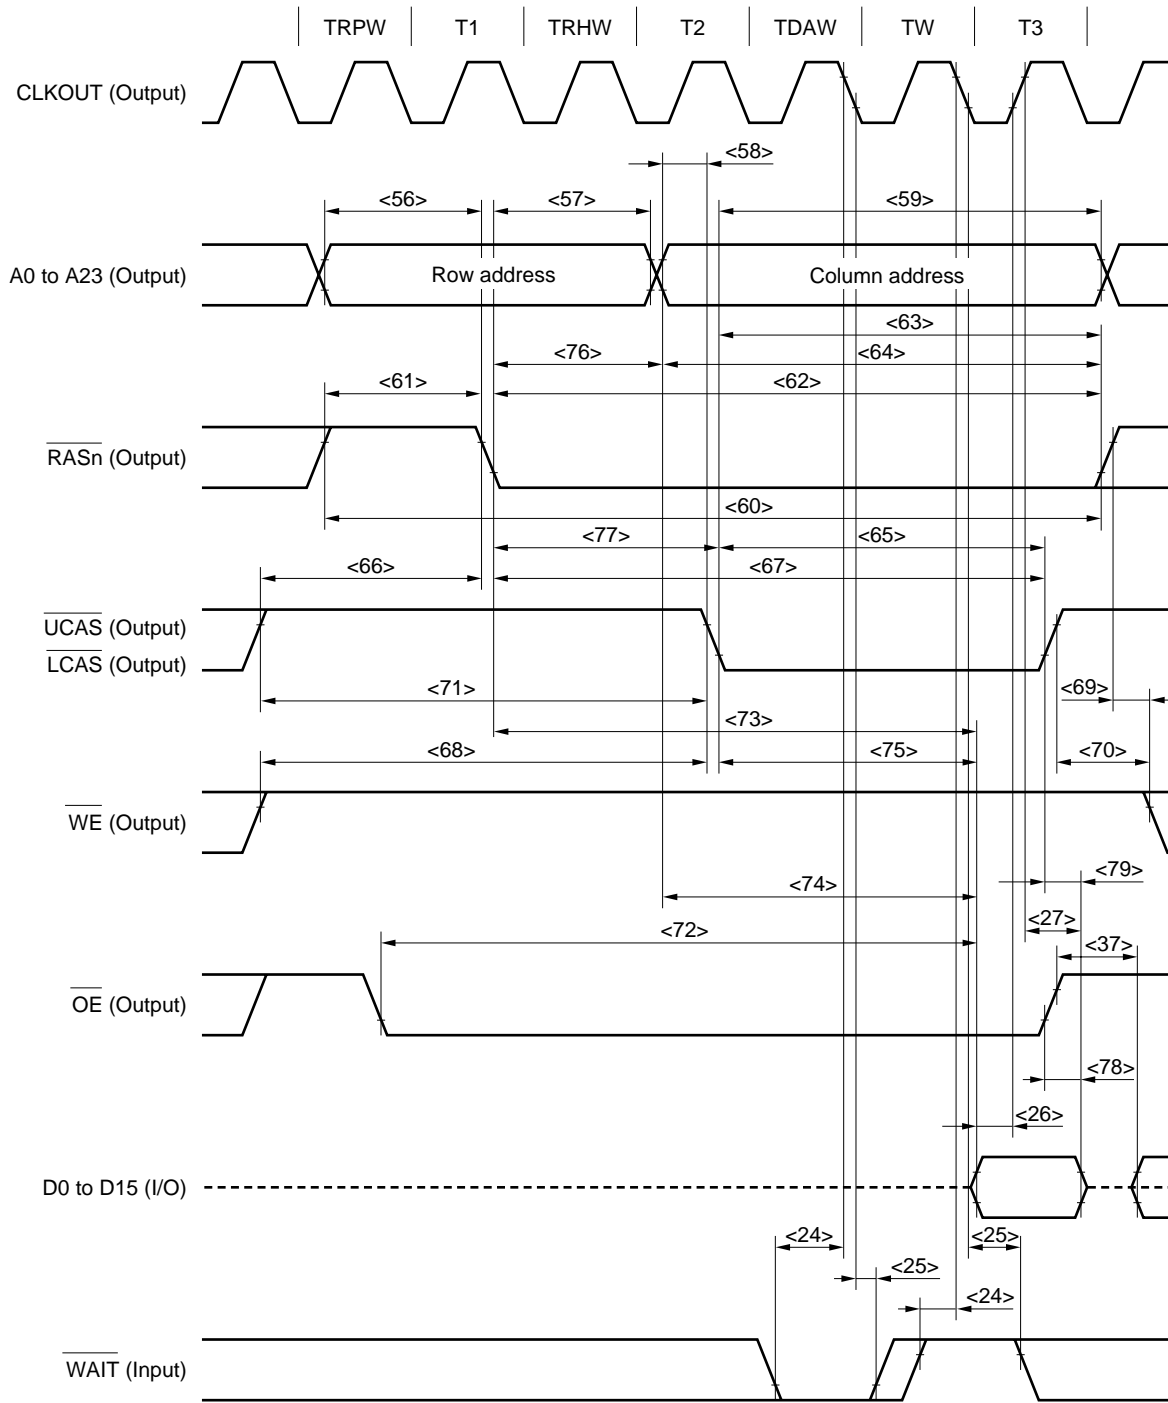 TRPW T1 TRHW T2 TDAW TW T3
CLKOUT (Output)
<58>
<56> <57> <59>
A0 to A23 (Output) Row address Column address
<63>
<76> <64>
<61> <62>
RASn (Output)
<60>
<77> <65>
<66> <67>
UCAS (Output)
LCAS (Output)
<71> <69>
<73>
<68> <75> <70>
WE (Output)
<79>
<74>
<27>
<72>
<37>
OE (Output)
<78>
<26>
D0 to D15 (I/O)
<24> <25>
<25>
<24>
WAIT (Input)